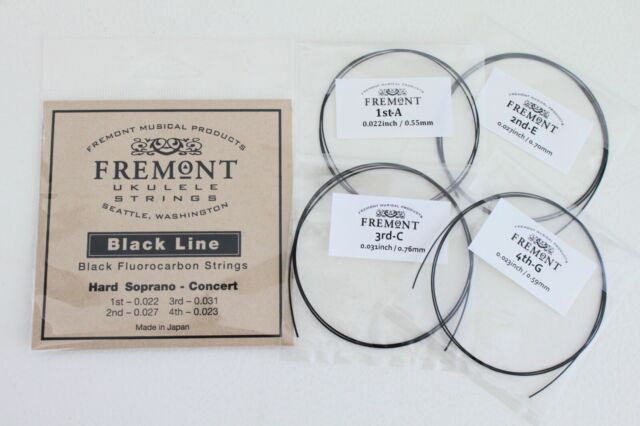 FREMONT MUSICAL PRODUCTS
FREMONT
UKULELE
STRINGS
SEATTLE, WASHINGTON
Black Line
Black Fluorocarbon Strings
Hard Soprano - Concert
1st – 0.022 3rd – 0.031
2nd – 0.027 4th – 0.023
Made in Japan
FREMONT MUSICAL PRODUCTS
FREMONT
1st-A
0.022inch / 0.55mm
FREMONT MUSICAL PRODUCTS
FREMONT
2nd-E
0.027inch / 0.70mm
FREMONT MUSICAL PRODUCTS
FREMONT
3rd-C
0.031inch / 0.76mm
FREMONT MUSICAL PRODUCTS
FREMONT
4th-G
0.023inch / 0.59mm